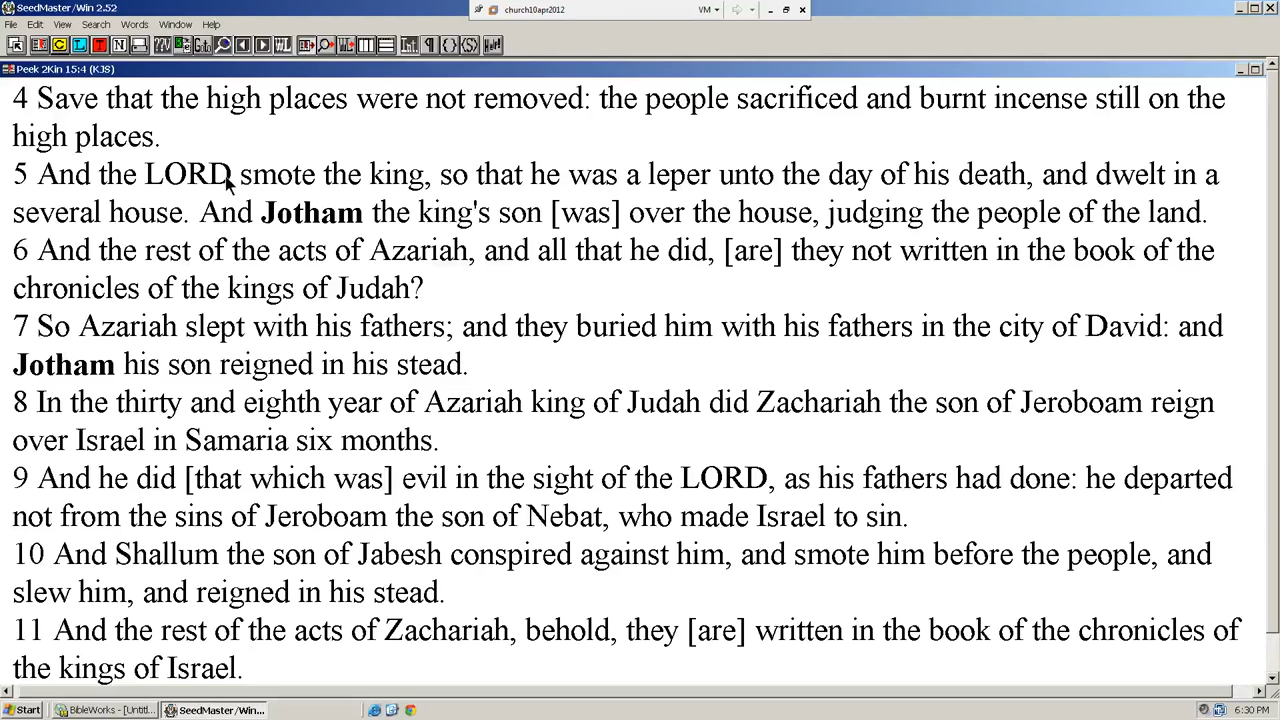 SeedMaster/Win 2.52
church10apr2012
VM
File Edit View Search Words Window Help
Peek 2Kin 15:4 (KJS)
4 Save that the high places were not removed: the people sacrificed and burnt incense still on the
high places.
5 And the LORD smote the king, so that he was a leper unto the day of his death, and dwelt in a
several house. And Jotham the king's son [was] over the house, judging the people of the land.
6 And the rest of the acts of Azariah, and all that he did, [are] they not written in the book of the
chronicles of the kings of Judah?
7 So Azariah slept with his fathers; and they buried him with his fathers in the city of David: and
Jotham his son reigned in his stead.
8 In the thirty and eighth year of Azariah king of Judah did Zachariah the son of Jeroboam reign
over Israel in Samaria six months.
9 And he did [that which was] evil in the sight of the LORD, as his fathers had done: he departed
not from the sins of Jeroboam the son of Nebat, who made Israel to sin.
10 And Shallum the son of Jabesh conspired against him, and smote him before the people, and
slew him, and reigned in his stead.
11 And the rest of the acts of Zachariah, behold, they [are] written in the book of the chronicles of
the kings of Israel.
Start BibleWorks - [Untitl... SeedMaster/Win... 6:30 PM